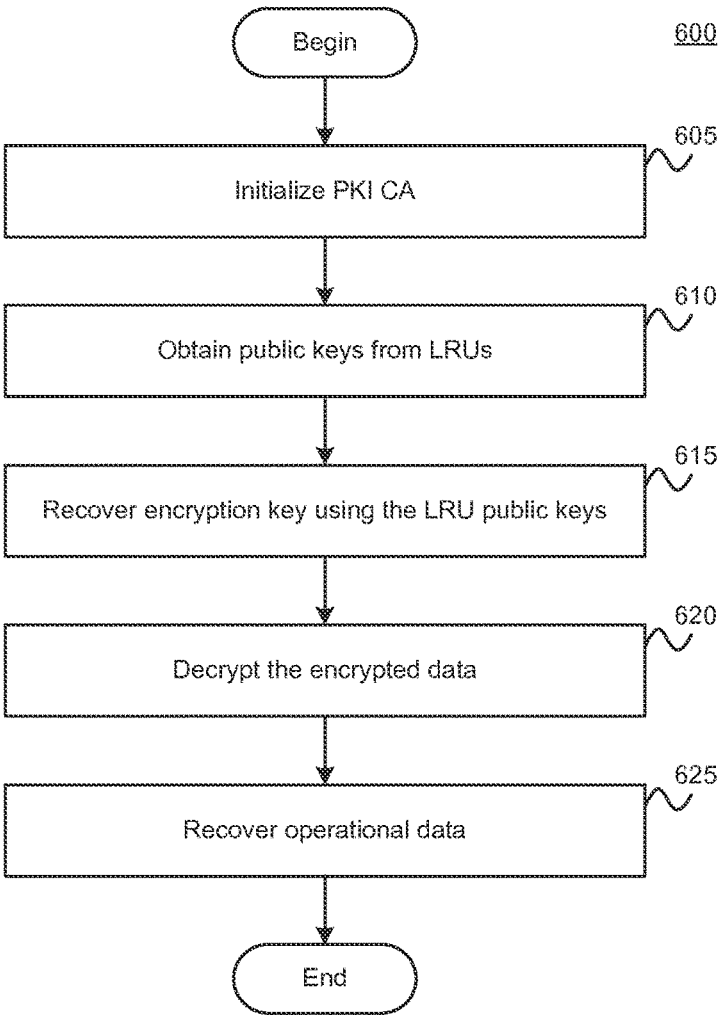 Begin
600
605
Initialize PKI CA
610
Obtain public keys from LRUs
615
Recover encryption key using the LRU public keys
620
Decrypt the encrypted data
625
Recover operational data
End